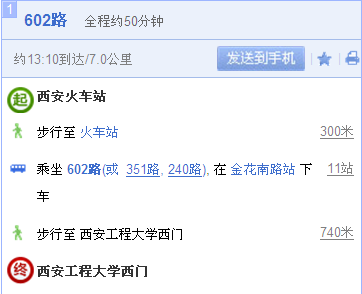 1
602路 全程约50分钟
约13:10到达/7.0公里 发送到手机
起 西安火车站
步行至 火车站 300米
乘坐 602路(或 351路, 240路), 在 金花南路站 下 11站
车
步行至 西安工程大学西门 740米
终 西安工程大学西门